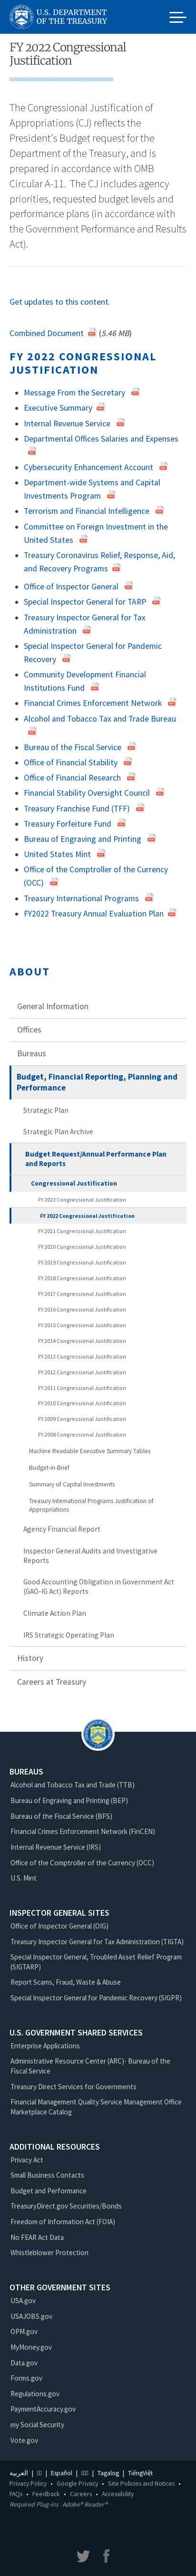 U.S. DEPARTMENT
OF THE TREASURY
FY 2022 Congressional
Justification
The Congressional Justification of
Appropriations (CJ) reflects the
President's Budget request for the
Department of the Treasury, and is
prepared in accordance with OMB
Circular A-11. The CJ includes agency
priorities, requested budget levels and
performance plans (in accordance with
the Government Performance and Results
Act).
Get updates to this content.
Combined Document (5.46 MB)
FY 2022 CONGRESSIONAL
JUSTIFICATION
• Message From the Secretary
• Executive Summary
• Internal Revenue Service
• Departmental Offices Salaries and Expenses
• Cybersecurity Enhancement Account
• Department-wide Systems and Capital
Investments Program
• Terrorism and Financial Intelligence
• Committee on Foreign Investment in the
United States
• Treasury Coronavirus Relief, Response, Aid,
and Recovery Programs
• Office of Inspector General
• Special Inspector General for TARP
• Treasury Inspector General for Tax
Administration
• Special Inspector General for Pandemic
Recovery
• Community Development Financial
Institutions Fund
• Financial Crimes Enforcement Network
• Alcohol and Tobacco Tax and Trade Bureau
• Bureau of the Fiscal Service
• Office of Financial Stability
• Office of Financial Research
• Financial Stability Oversight Council
• Treasury Franchise Fund (TFF)
• Treasury Forfeiture Fund
• Bureau of Engraving and Printing
• United States Mint
• Office of the Comptroller of the Currency
(OCC)
• Treasury International Programs
• FY2022 Treasury Annual Evaluation Plan
ABOUT
General Information
Offices
Bureaus
Budget, Financial Reporting, Planning and
Performance
Strategic Plan
Strategic Plan Archive
Budget Request/Annual Performance Plan
and Reports
Congressional Justification
FY 2023 Congressional Justification
FY 2022 Congressional Justification
FY 2021 Congressional Justification
FY 2020 Congressional Justification
FY 2019 Congressional Justification
FY 2018 Congressional Justification
FY 2017 Congressional Justification
FY 2016 Congressional Justification
FY 2015 Congressional Justification
FY 2014 Congressional Justification
FY 2013 Congressional Justification
FY 2012 Congressional Justification
FY 2011 Congressional Justification
FY 2010 Congressional Justification
FY 2009 Congressional Justification
FY 2008 Congressional Justification
Machine Readable Executive Summary Tables
Budget-in-Brief
Summary of Capital Investments
Treasury International Programs Justification of
Appropriations
Agency Financial Report
Inspector General Audits and Investigative
Reports
Good Accounting Obligation in Government Act
(GAO-IG Act) Reports
Climate Action Plan
IRS Strategic Operating Plan
History
Careers at Treasury
BUREAUS
Alcohol and Tobacco Tax and Trade (TTB)
Bureau of Engraving and Printing (BEP)
Bureau of the Fiscal Service (BFS)
Financial Crimes Enforcement Network (FinCEN)
Internal Revenue Service (IRS)
Office of the Comptroller of the Currency (OCC)
U.S. Mint
INSPECTOR GENERAL SITES
Office of Inspector General (OIG)
Treasury Inspector General for Tax Administration (TIGTA)
Special Inspector General, Troubled Asset Relief Program
(SIGTARP)
Report Scams, Fraud, Waste & Abuse
Special Inspector General for Pandemic Recovery (SIGPR)
U.S. GOVERNMENT SHARED SERVICES
Enterprise Applications
Administrative Resource Center (ARC)- Bureau of the
Fiscal Service
Treasury Direct Services for Governments
Financial Management Quality Service Management Office
Marketplace Catalog
ADDITIONAL RESOURCES
Privacy Act
Small Business Contacts
Budget and Performance
TreasuryDirect.gov Securities/Bonds
Freedom of Information Act (FOIA)
No FEAR Act Data
Whistleblower Protection
OTHER GOVERNMENT SITES
USA.gov
USAJOBS.gov
OPM.gov
MyMoney.gov
Data.gov
Forms.gov
Regulations.gov
PaymentAccuracy.gov
my Social Security
Vote.gov
العربية | | Español | | Tagalog | TiếngViệt
Privacy Policy • Google Privacy • Site Policies and Notices •
FAQs • Feedback • Careers • Accessibility
Required Plug-ins Adobe® Reader®